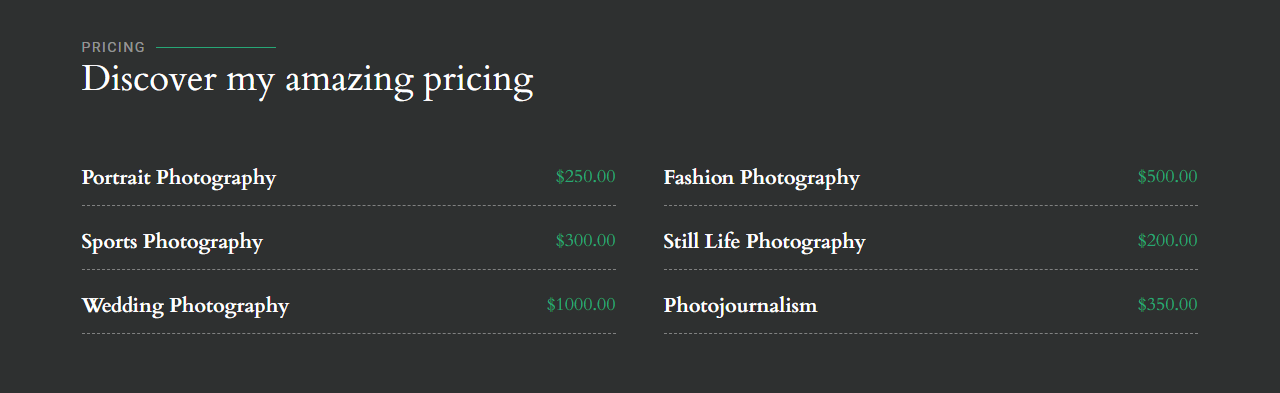 PRICING
Discover my amazing pricing
Portrait Photography $250.00
Fashion Photography $500.00
Sports Photography $300.00
Still Life Photography $200.00
Wedding Photography $1000.00
Photojournalism $350.00